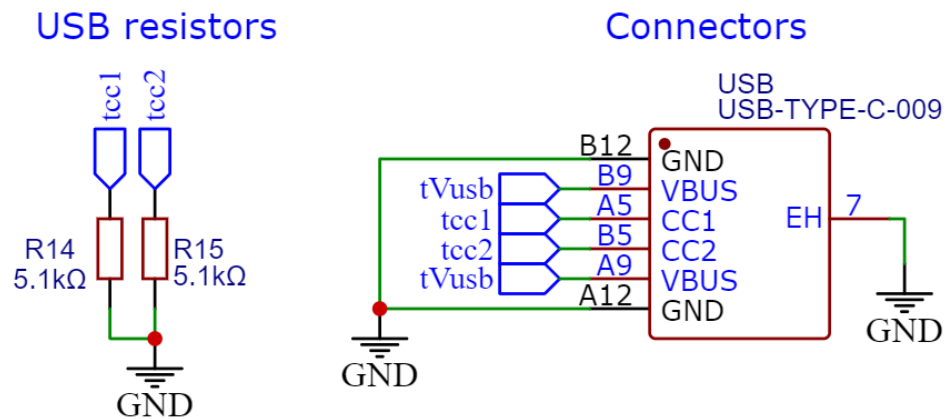 USB resistors
tcc1
tcc2
R14
5.1kΩ
R15
5.1kΩ
GND
Connectors
USB
USB-TYPE-C-009
B12
GND
tVusb
B9
VBUS
tcc1
A5
CC1
tcc2
B5
CC2
tVusb
A9
VBUS
A12
GND
EH
7
GND
GND